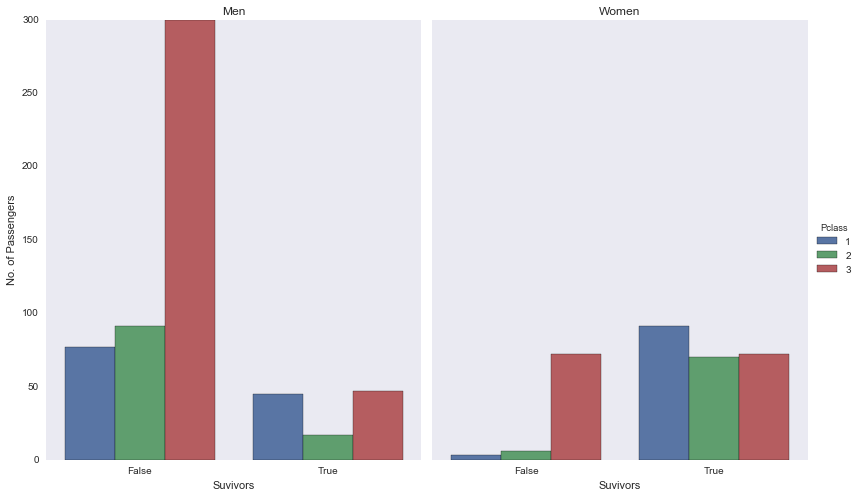 Men
Women
300
250
200
150
100
50
0
No. of Passengers
False
True
False
True
Suvivors
Suvivors
Pclass
1
2
3